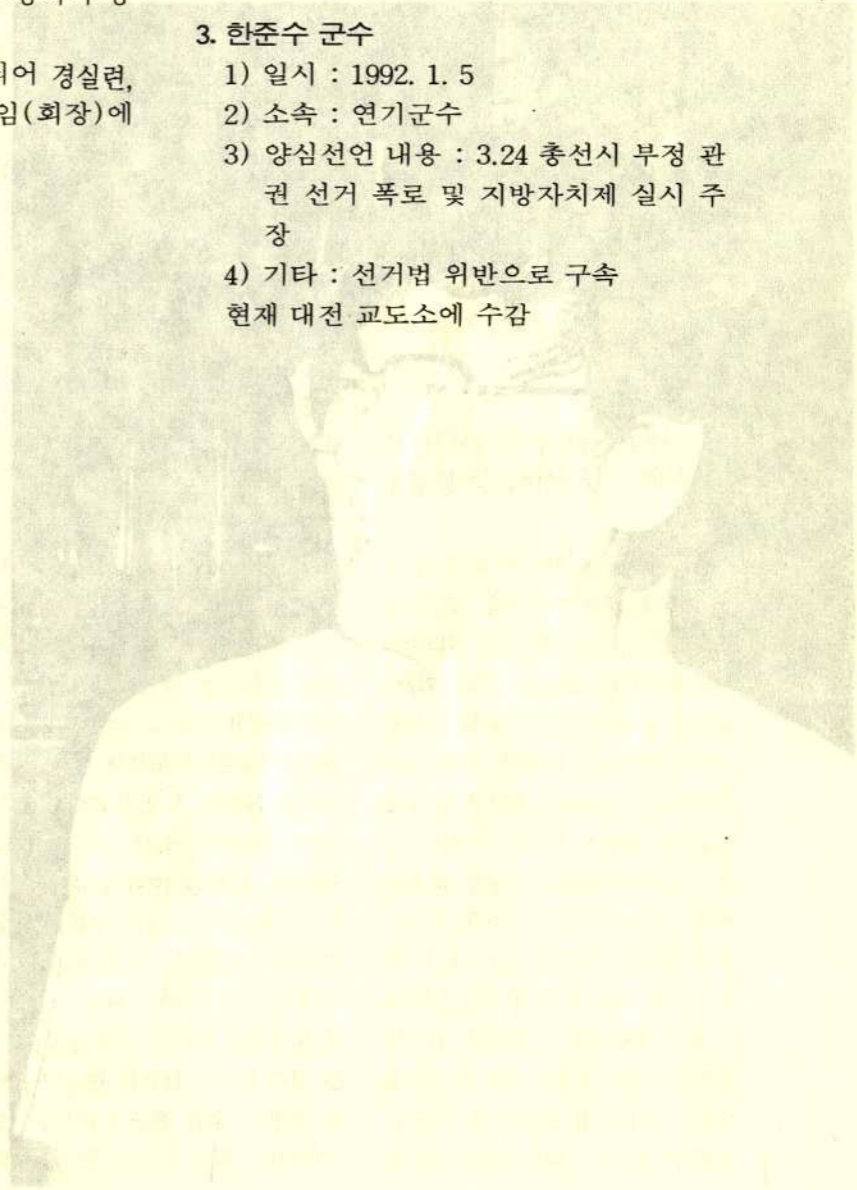 되어 경실련,
임(회장)에
3. 한준수 군수
1) 일시 : 1992. 1. 5
2) 소속 : 연기군수
3) 양심선언 내용 : 3.24 총선시 부정 관
권 선거 폭로 및 지방자치제 실시 주
장
4) 기타 : 선거법 위반으로 구속
현재 대전 교도소에 수감